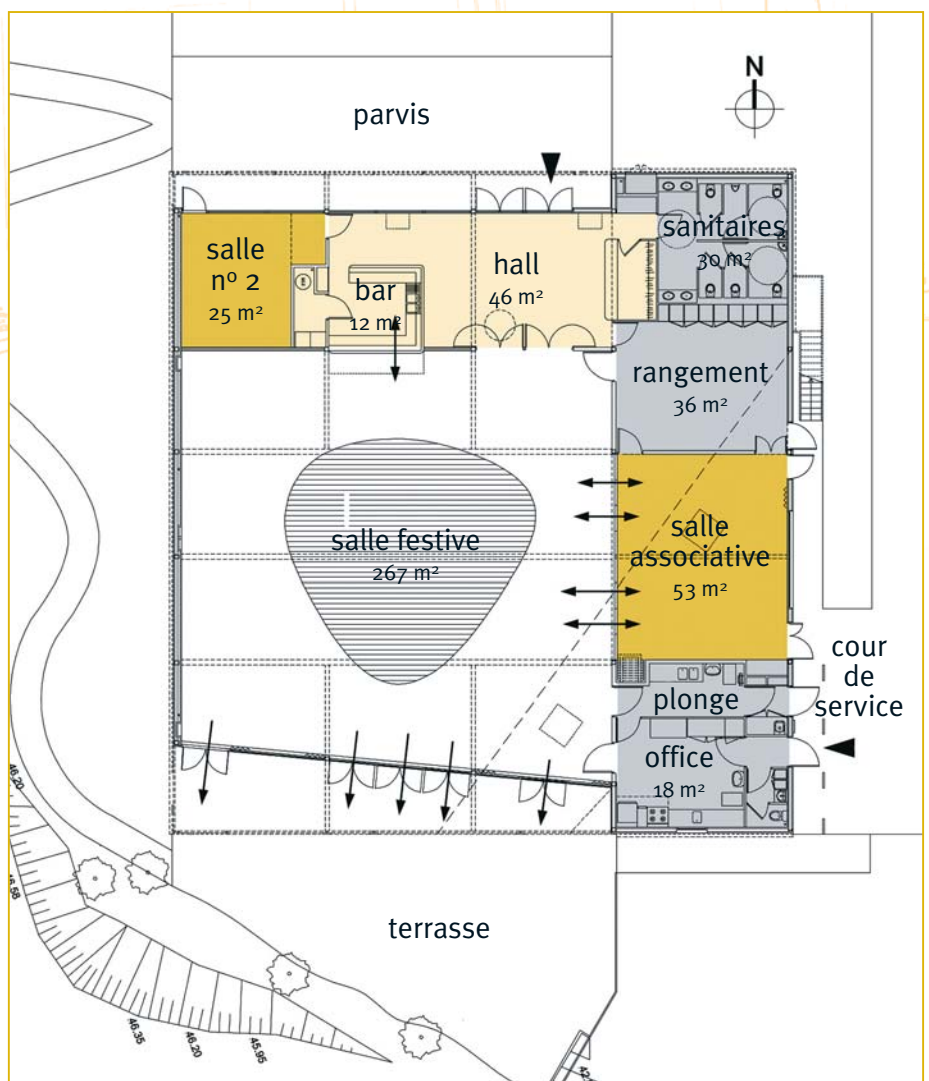 parvis
N
salle
nº 2
25 m²
bar
12 m²
hall
46 m²
sanitaires
30 m²
rangement
36 m²
salle festive
267 m²
salle
associative
53 m²
cour
de
service
plonge
office
18 m²
terrasse
46.20
46.58
46.35
46.20
45.95